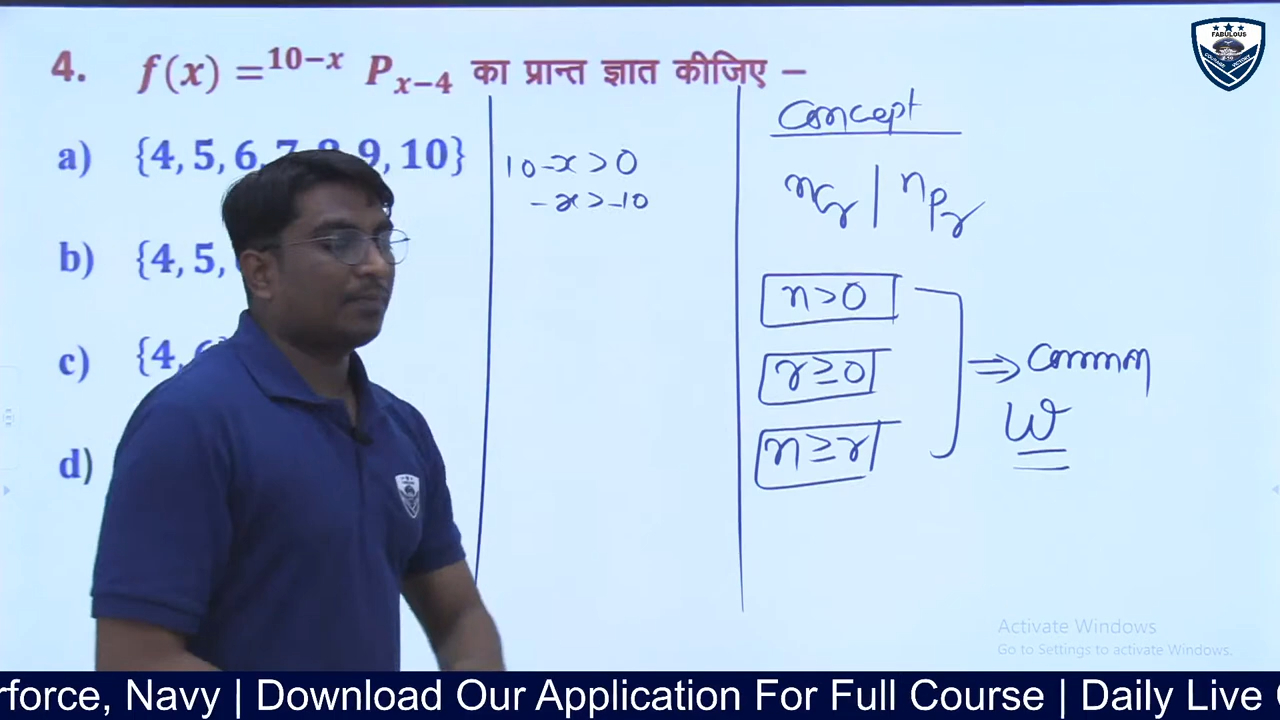 FABULOUS
4. f(x) =^{10−x} P_{x−4} का प्रान्त ज्ञात कीजिए −
a) {4, 5, 6, 7, 8, 9, 10}
b) {4, 5,
c) {4, 6
d)
10-x>0
-x>-10
Concept
nCr | nPr
n>0
r≥0
n≥r
⇒ Common
W
Activate Windows
Go to Settings to activate Windows.
rforce, Navy | Download Our Application For Full Course | Daily Live